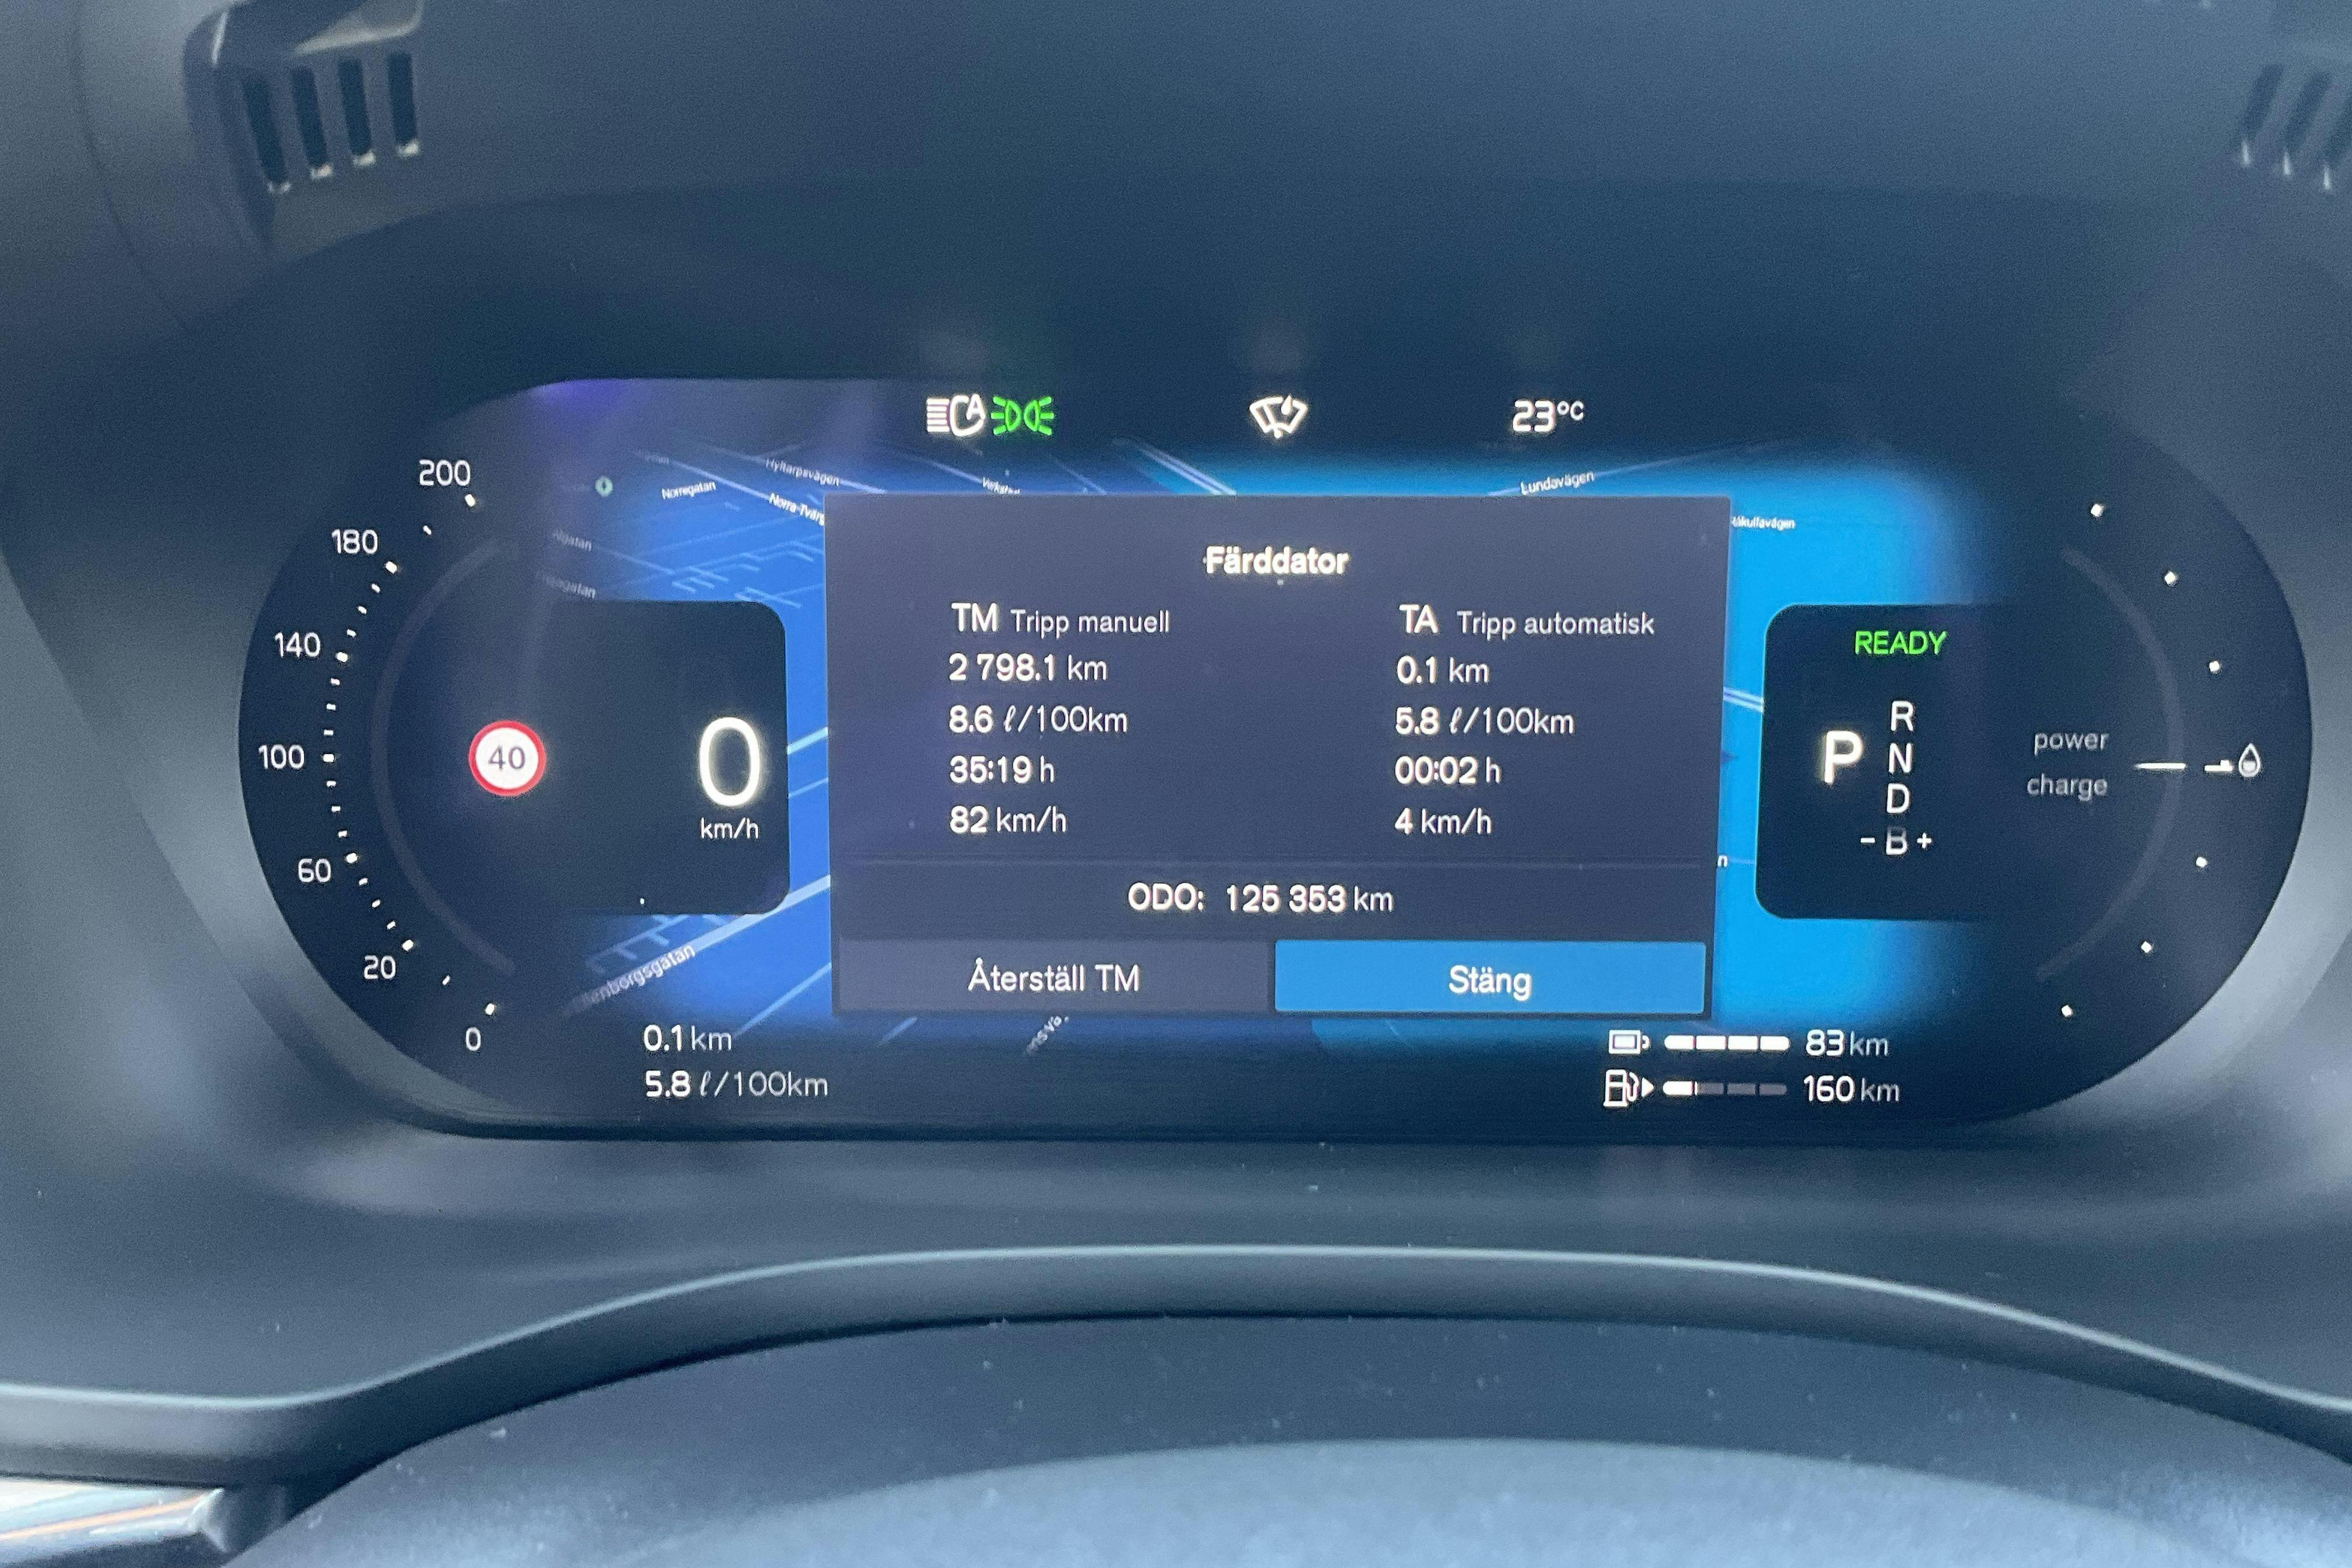 A
23°C
Hyltarpsvägen
Norregatan
Lundavägen
200
180
140
100
60
20
0
40
0
km/h
Färddator
TM Tripp manuell
2 798.1 km
8.6 ℓ/100km
35:19 h
82 km/h
TA Tripp automatisk
0.1 km
5.8 ℓ/100km
00:02 h
4 km/h
ODO: 125 353 km
Återställ TM
Stäng
READY
P
R
N
D
- B +
power
charge
0.1 km
5.8 ℓ/100km
83 km
160 km